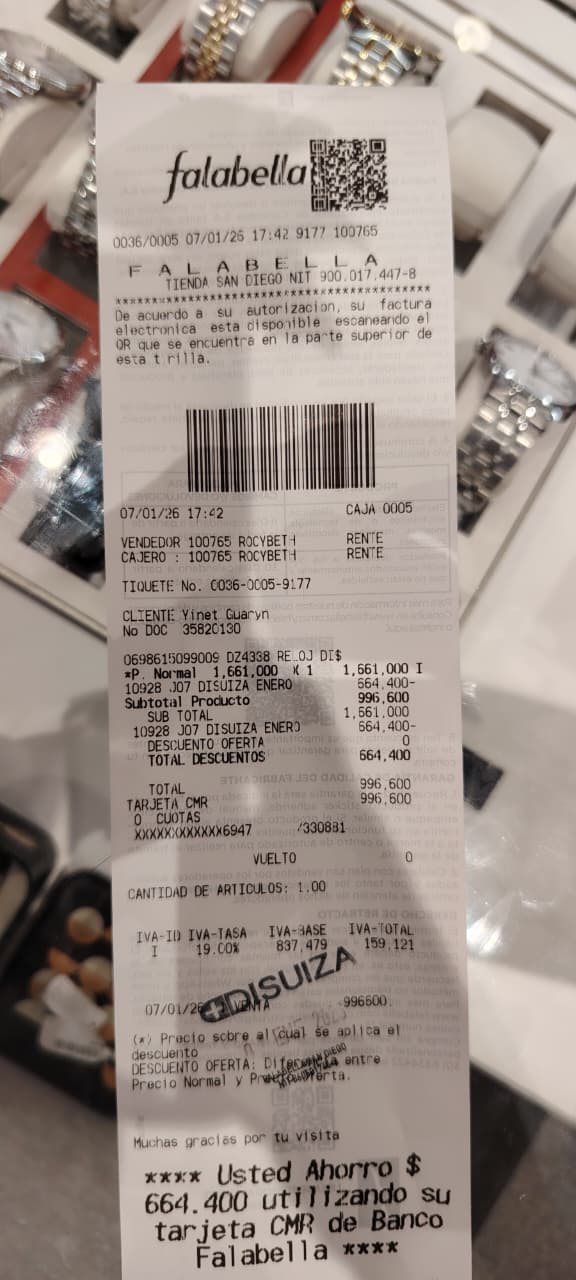 falabella
0036/0005 07/01/26 17:42 9177 100765
F A L A B E L L A
TIENDA SAN DIEGO NIT 900.017.447-8
****************************************
De acuerdo a su autorizacion, su factura
electronica esta disponible escaneando el
QR que se encuentra en la parte superior de
esta tirilla.
07/01/26 17:42 CAJA 0005
VENDEDOR 100765 ROCYBETH RENTE
CAJERO : 100765 ROCYBETH RENTE
TIQUETE No. 0036-0005-9177
CLIENTE Yinet Guaryn
No DOC 35820130
0698615099009 DZ4338 RELOJ DI$
*P. Normal 1,661,000 X 1 1,661,000 I
10928 J07 DISUIZA ENERO 664,400-
Subtotal Producto 996,600
SUB TOTAL 1,661,000
10928 J07 DISUIZA ENERO 664,400-
DESCUENTO OFERTA 0
TOTAL DESCUENTOS 664,400
TOTAL 996,600
TARJETA CMR 996,600
0 CUOTAS
XXXXXXXXXXXX6947 /330881
VUELTO 0
CANTIDAD DE ARTICULOS: 1.00
IVA-ID IVA-TASA IVA-BASE IVA-TOTAL
I 19.00% 837,479 159,121
DISUIZA
07/01/26 VENTA 996600.
(*) Precio sobre el cual se aplica el
descuento
DESCUENTO OFERTA: Diferencia entre
Precio Normal y Precio Oferta.
Muchas gracias por tu visita
**** Usted Ahorro $
664.400 utilizando su
tarjeta CMR de Banco
Falabella ****